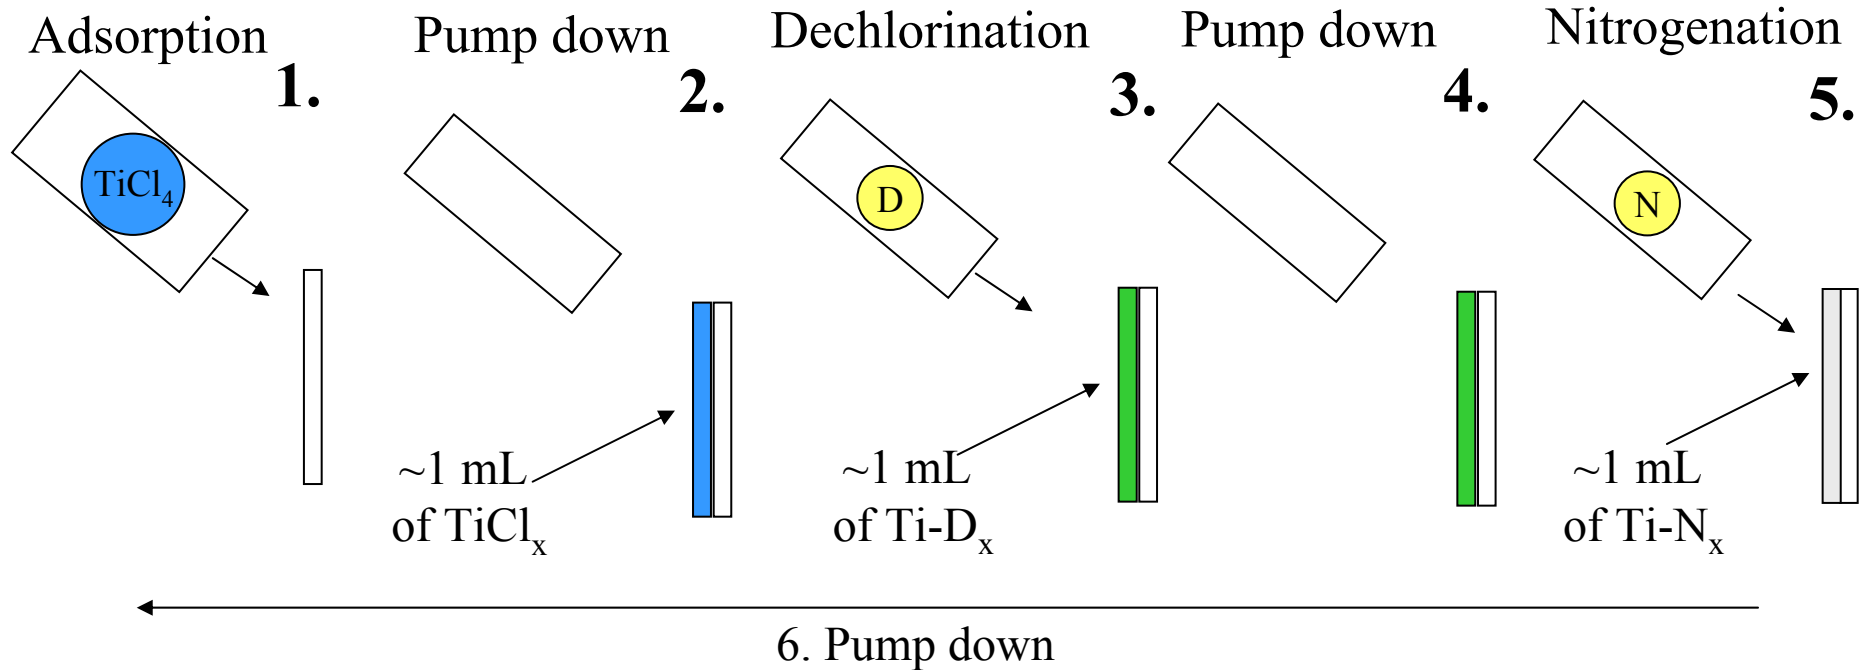 Adsorption
Pump down
Dechlorination
Pump down
Nitrogenation
1.
2.
3.
4.
5.
TiCl₄
D
N
~1 mL
of TiClₓ
~1 mL
of Ti-Dₓ
~1 mL
of Ti-Nₓ
6. Pump down